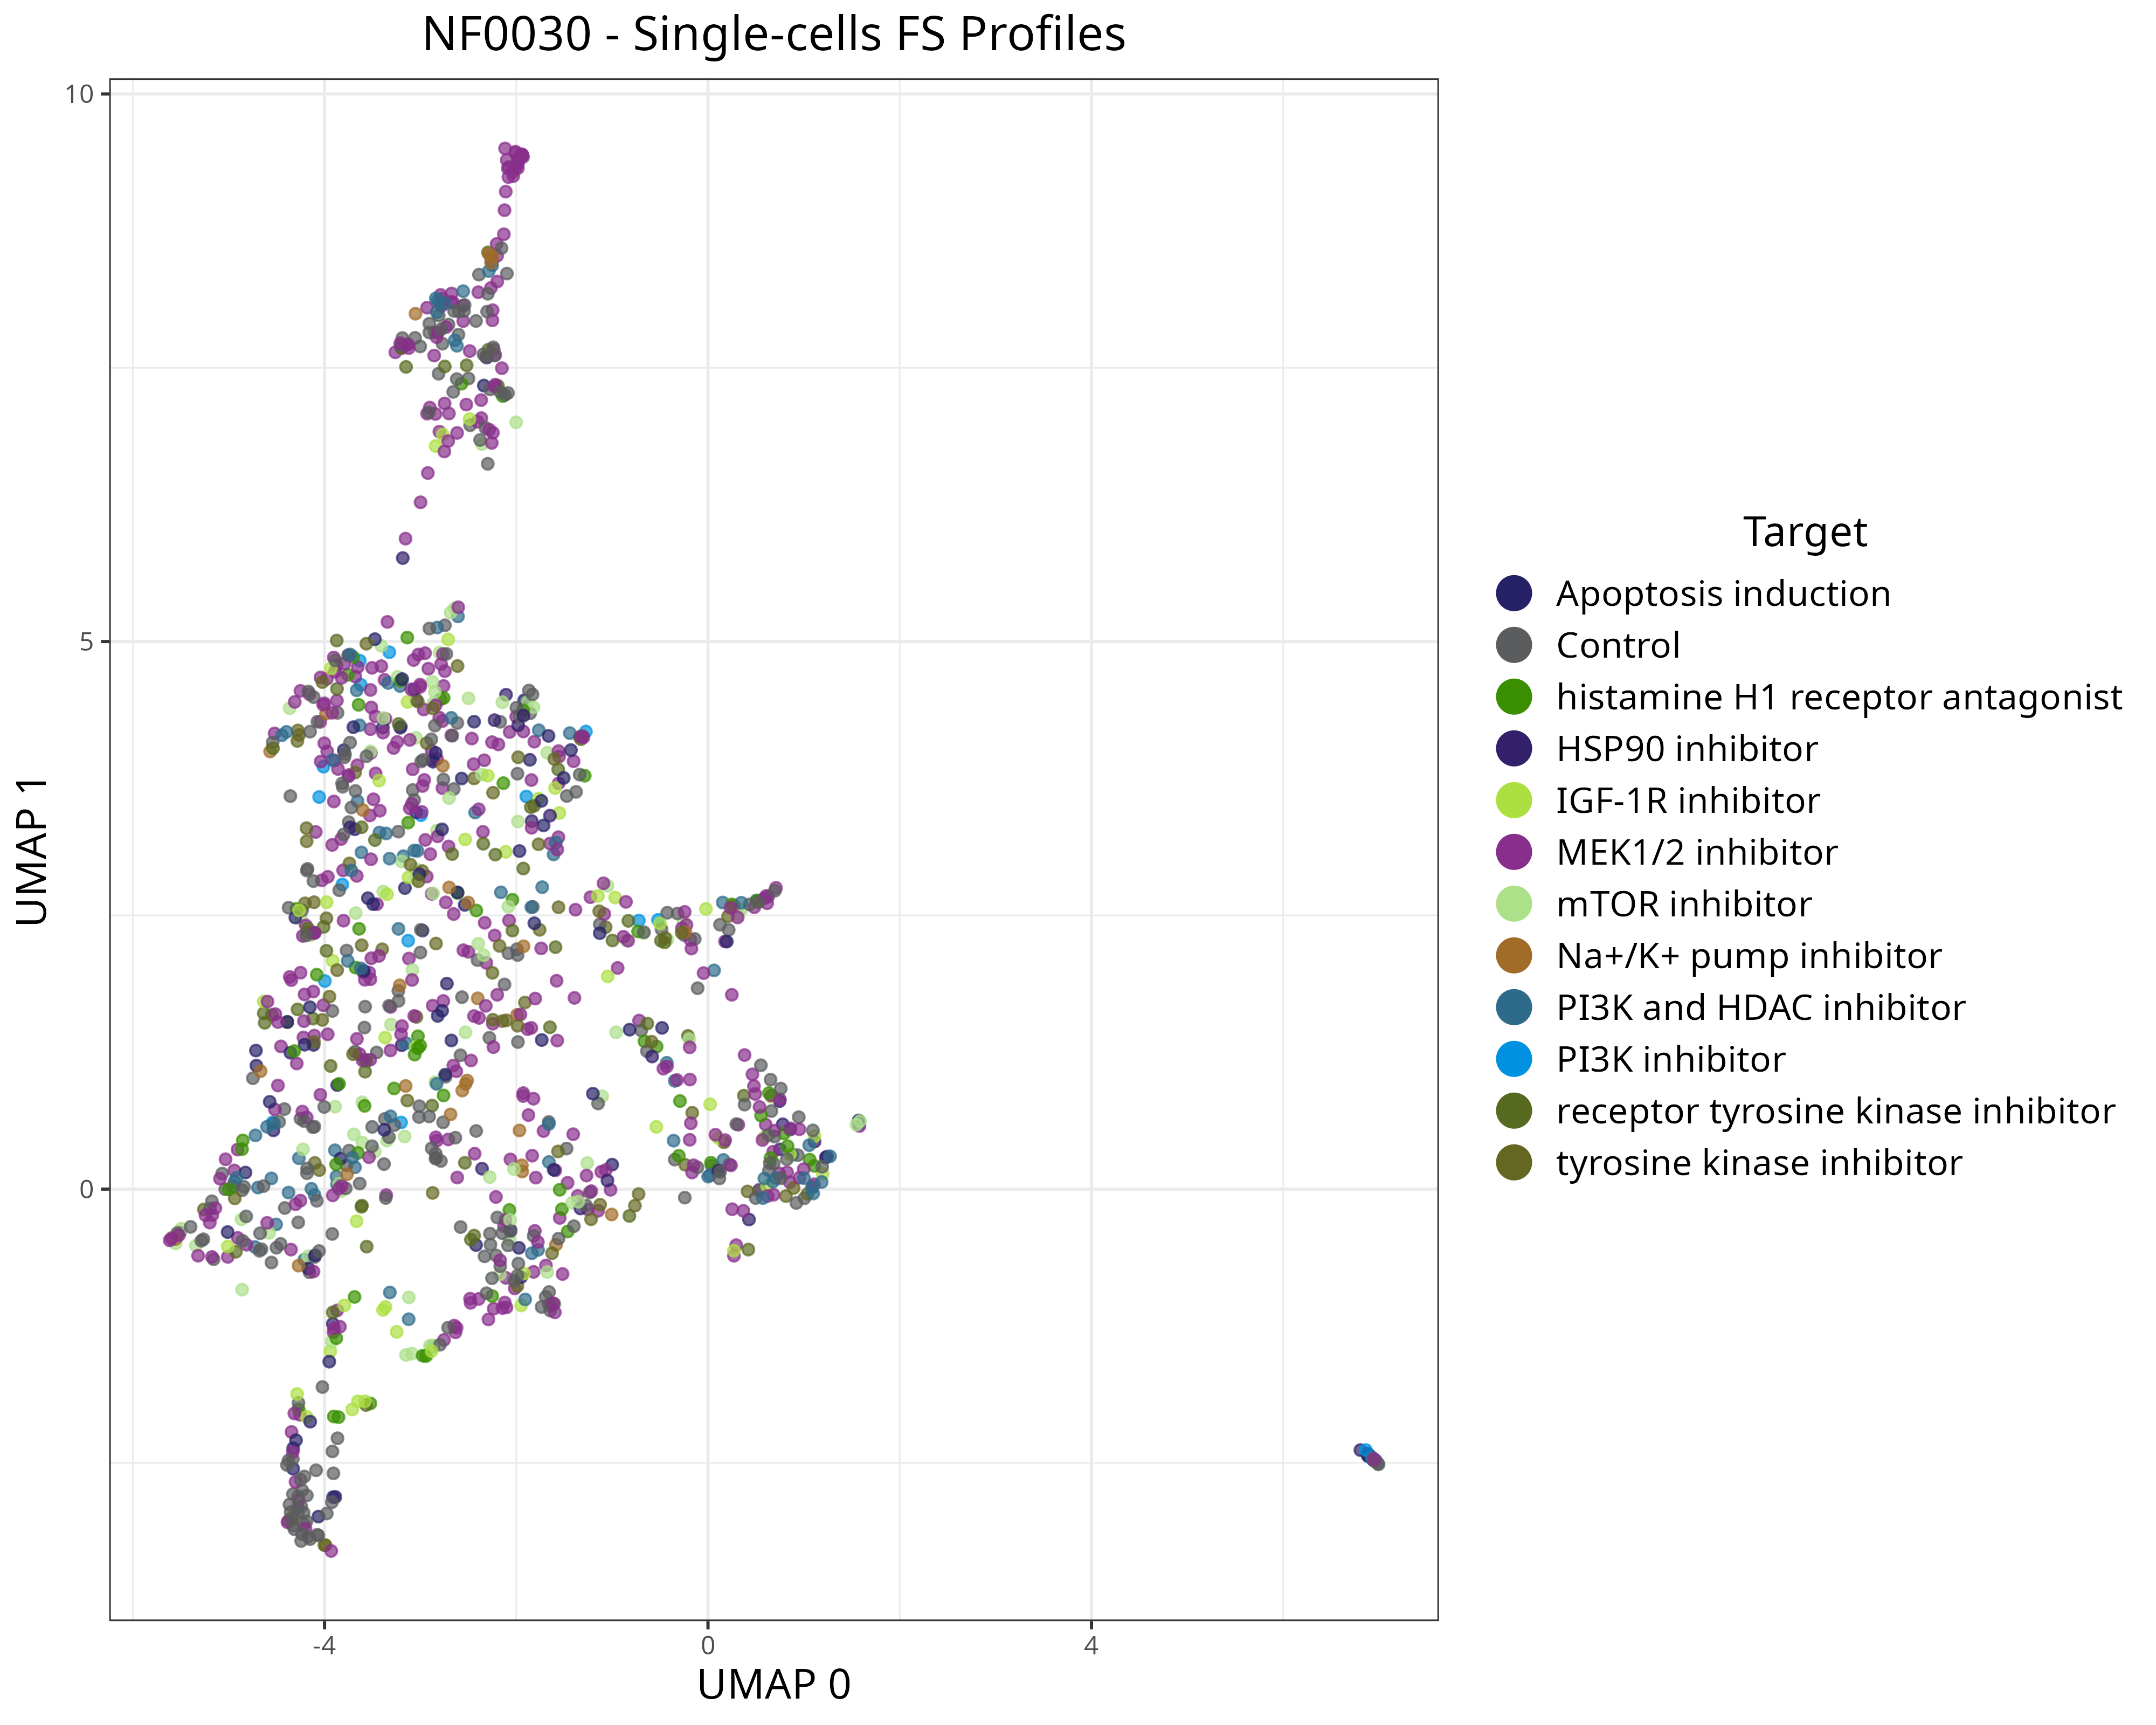 NF0030 - Single-cells FS Profiles
10
5
0
UMAP 1
-4
0
4
UMAP 0
Target
Apoptosis induction
Control
histamine H1 receptor antagonist
HSP90 inhibitor
IGF-1R inhibitor
MEK1/2 inhibitor
mTOR inhibitor
Na+/K+ pump inhibitor
PI3K and HDAC inhibitor
PI3K inhibitor
receptor tyrosine kinase inhibitor
tyrosine kinase inhibitor